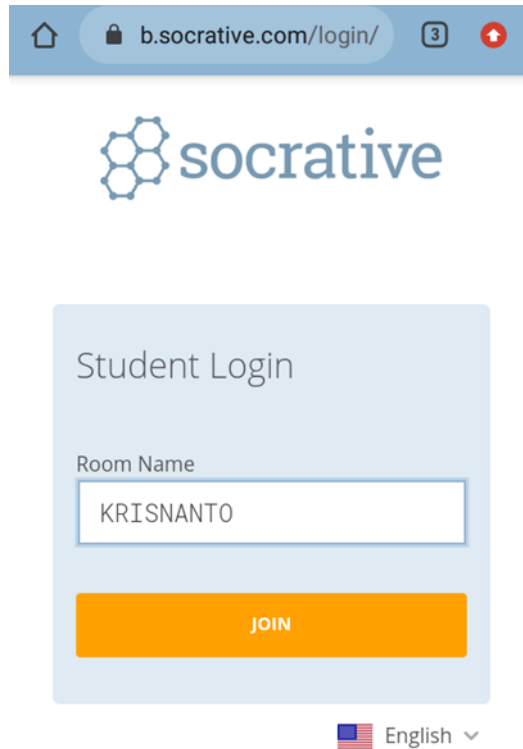 b.socrative.com/login/
3
socrative
Student Login
Room Name
KRISNANTO
JOIN
English